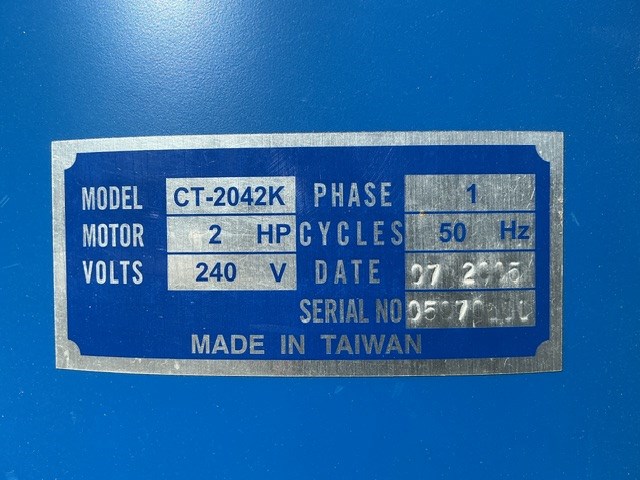 MODEL CT-2042K PHASE 1
MOTOR 2 HP CYCLES 50 Hz
VOLTS 240 V DATE 07 2005
SERIAL NO
MADE IN TAIWAN